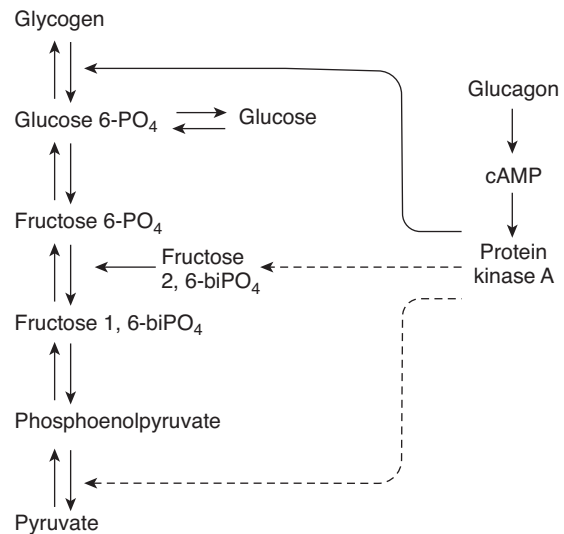 Glycogen
Glucose 6-PO₄
Glucose
Fructose 6-PO₄
Fructose
2, 6-biPO₄
Fructose 1, 6-biPO₄
Phosphoenolpyruvate
Pyruvate
Glucagon
cAMP
Protein
kinase A